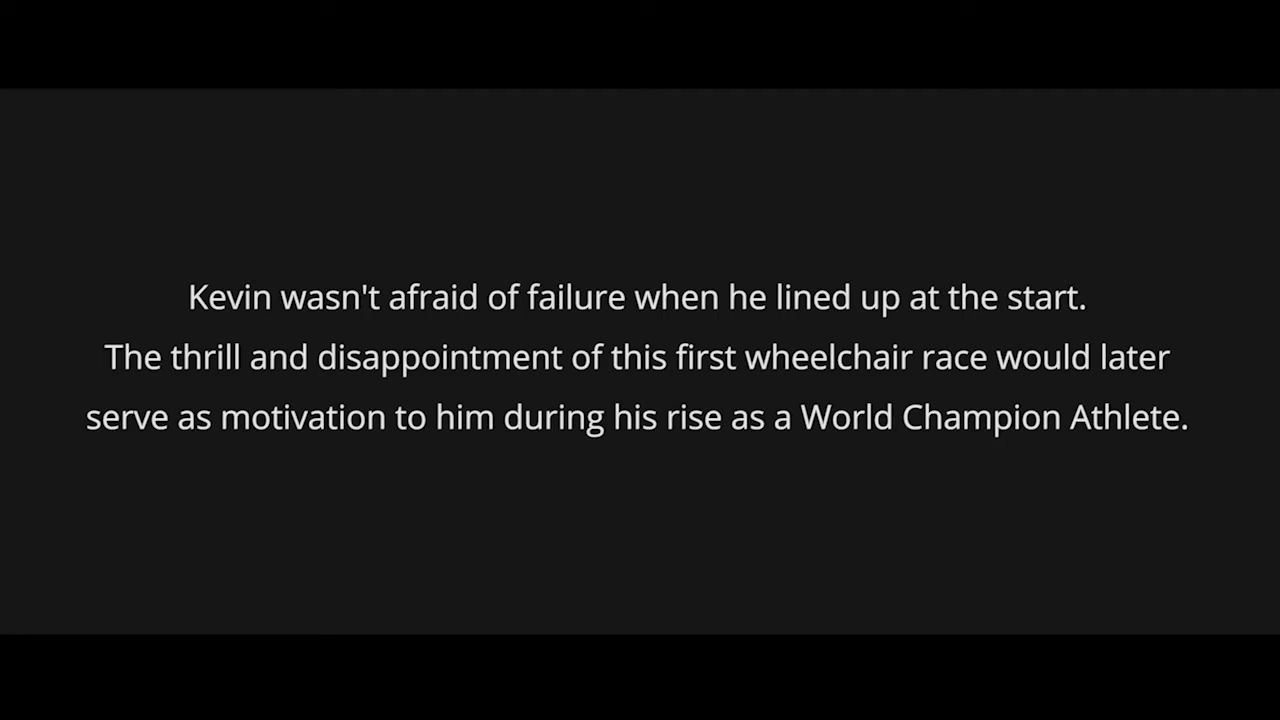 Kevin wasn't afraid of failure when he lined up at the start.
The thrill and disappointment of this first wheelchair race would later
serve as motivation to him during his rise as a World Champion Athlete.